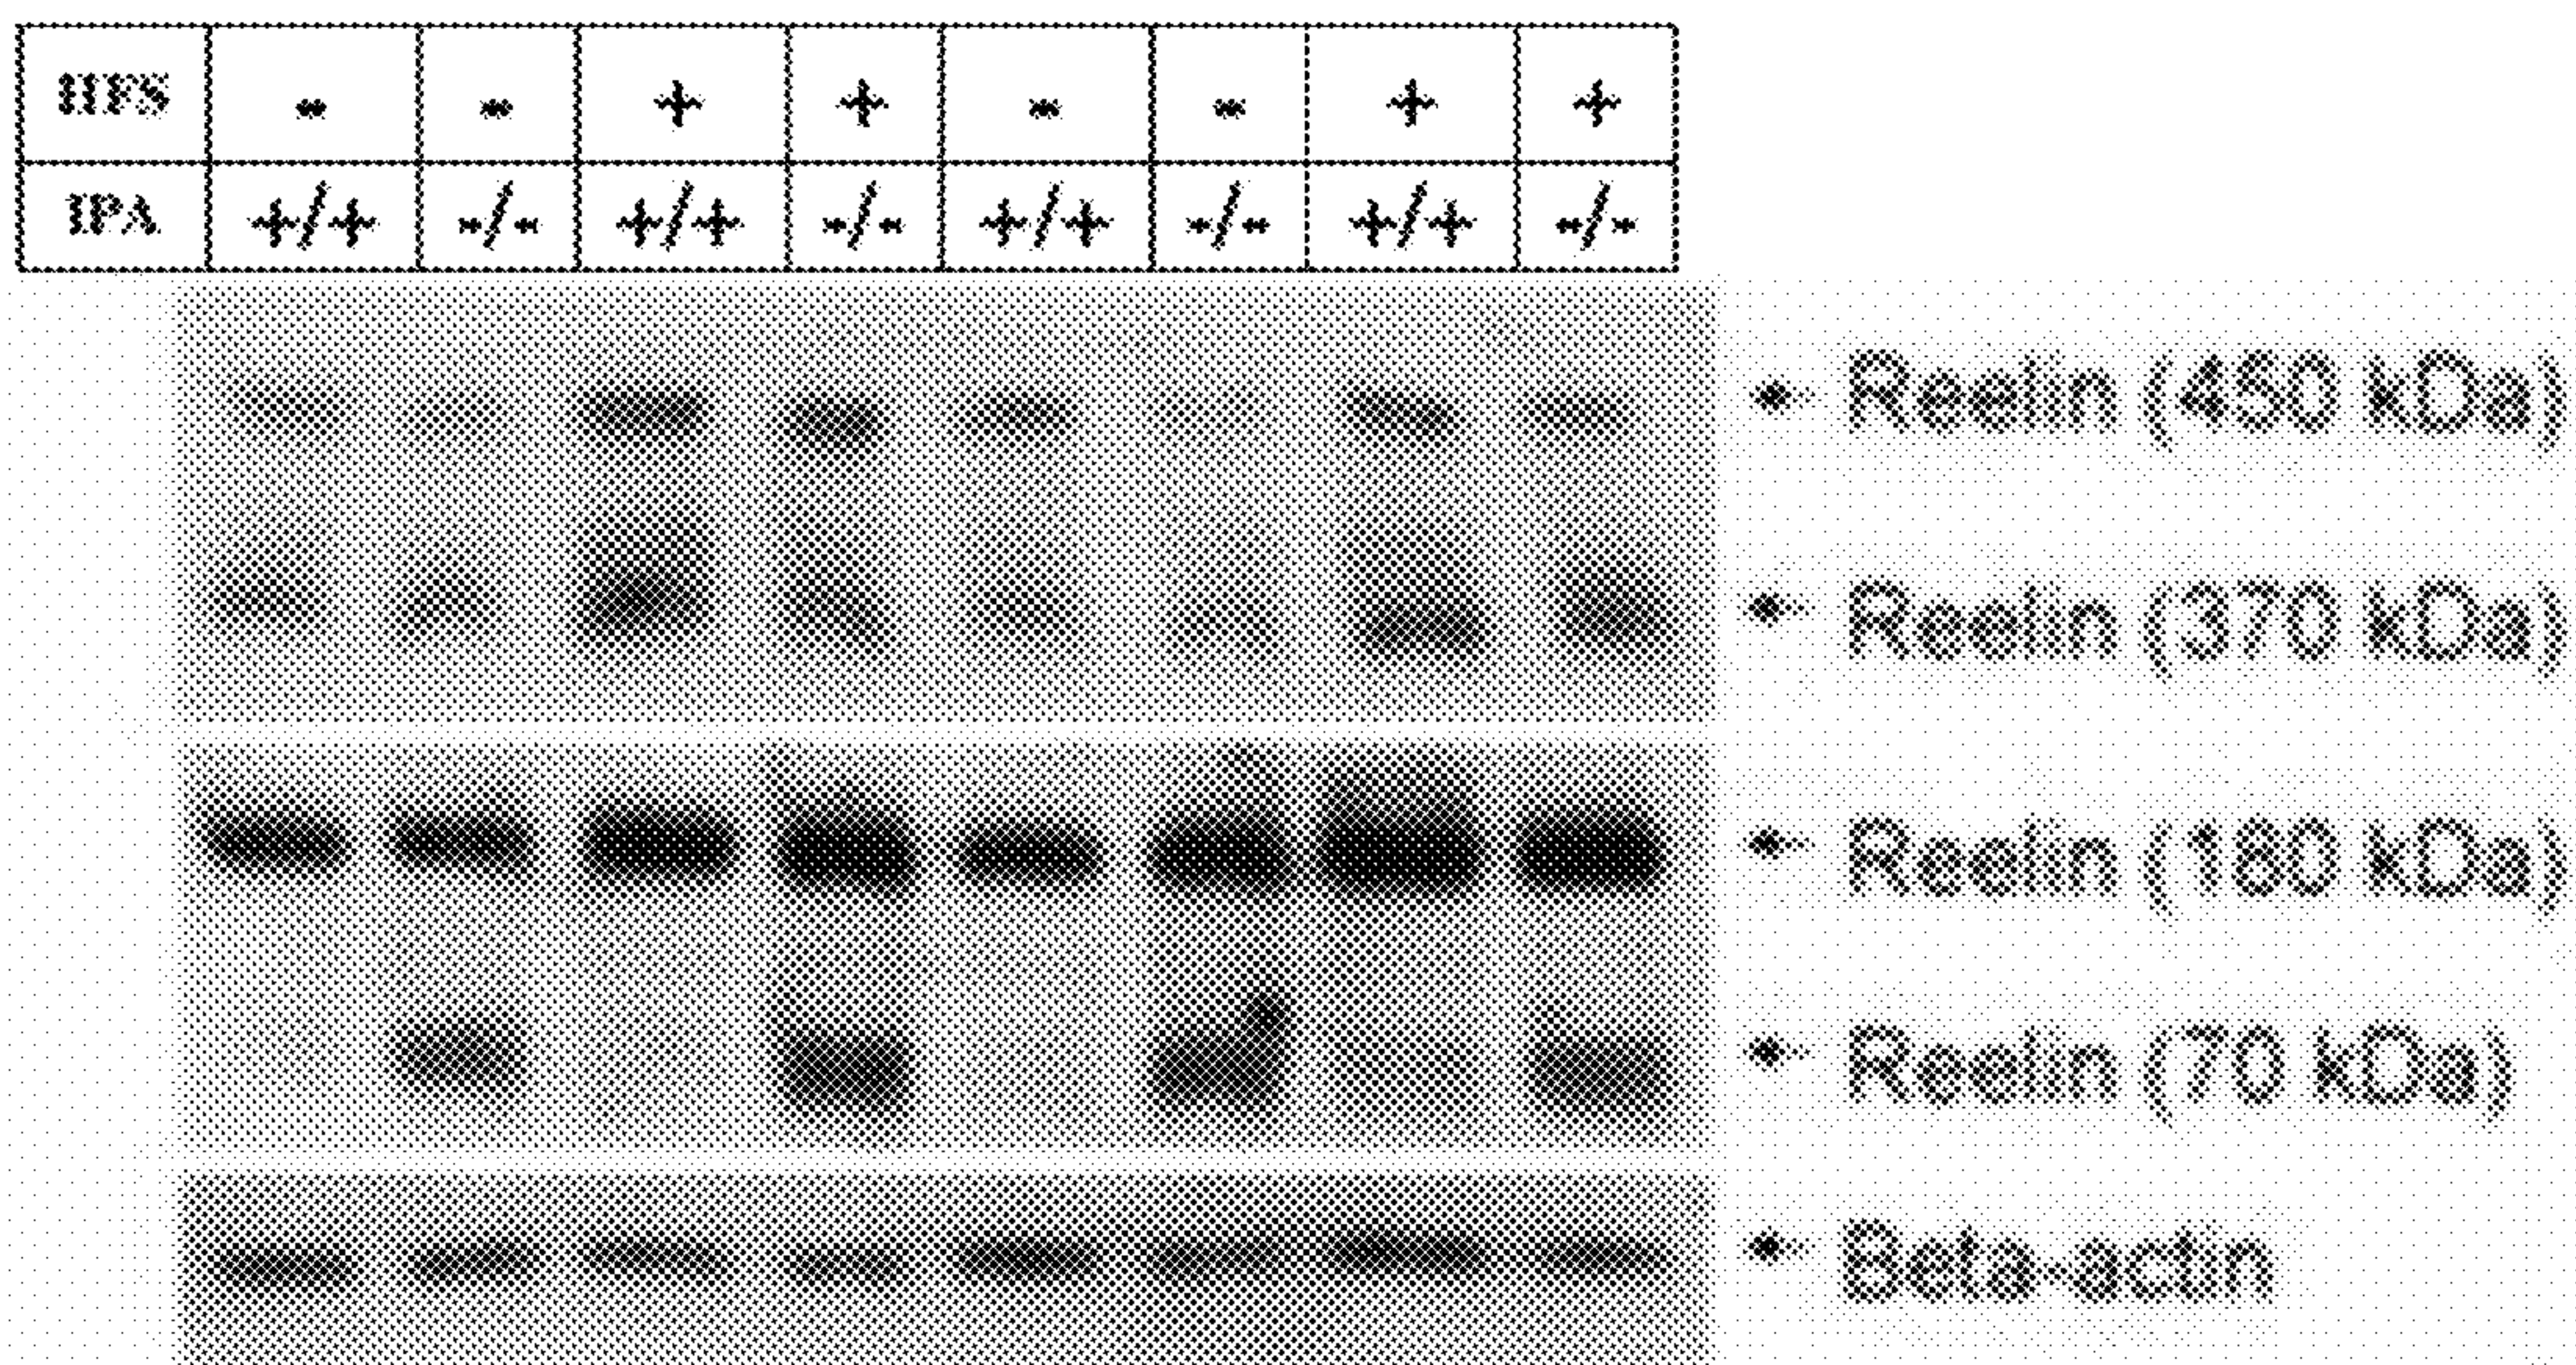 HFS - - + + - - + +
IPA +/+ -/- +/+ -/- +/+ -/- +/+ -/-
Reelin (450 kDa)
Reelin (370 kDa)
Reelin (180 kDa)
Reelin (70 kDa)
Beta-actin